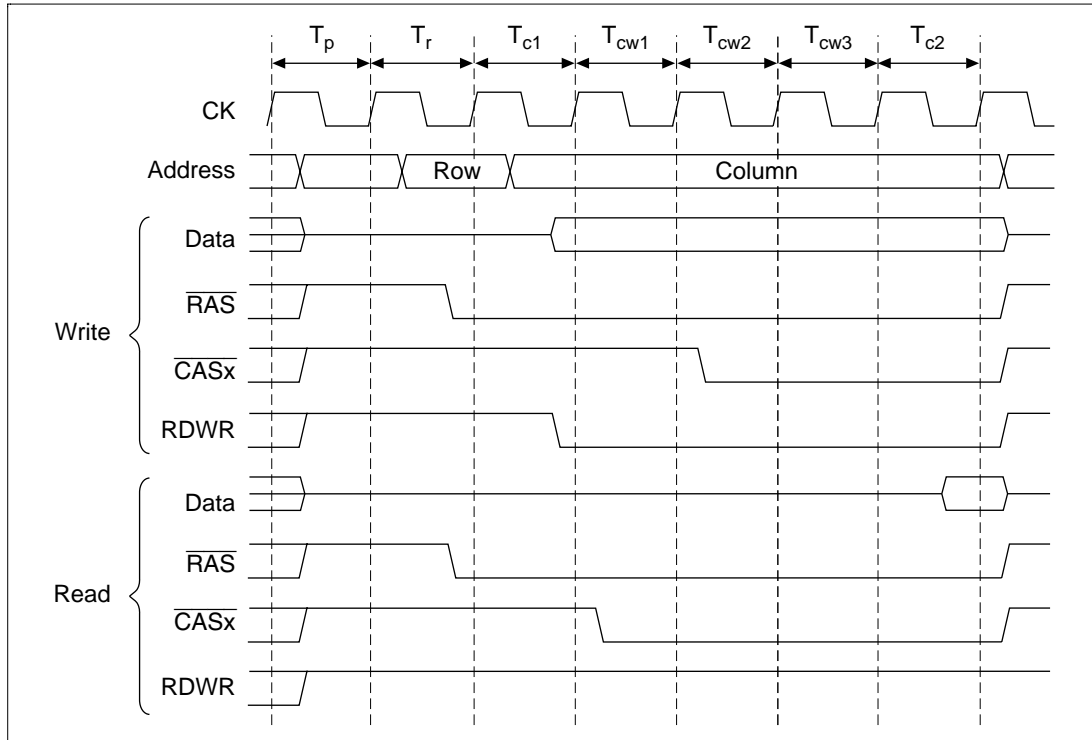 Tp Tr Tc1 Tcw1 Tcw2 Tcw3 Tc2
CK
Address Row Column
Write
Data
RAS
CASx
RDWR
Read
Data
RAS
CASx
RDWR